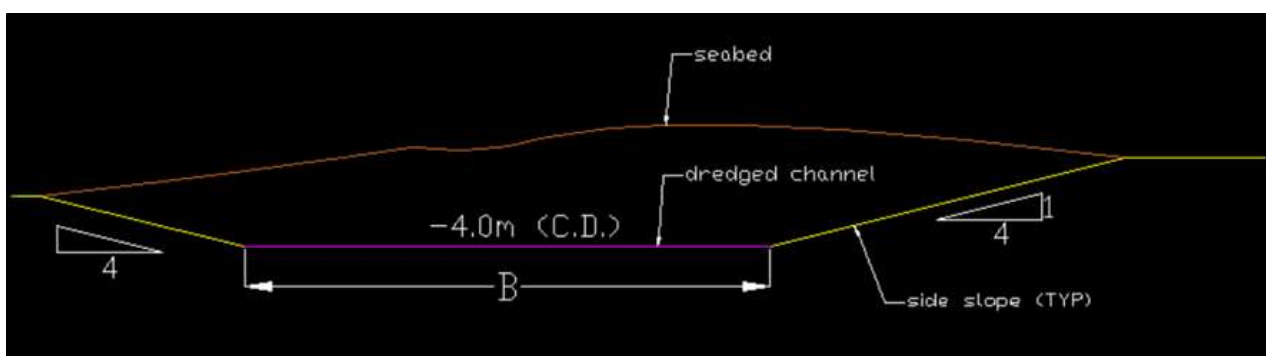 seabed
dredged channel
-4.0m (C.D.)
1
4
4
B
side slope (TYP)